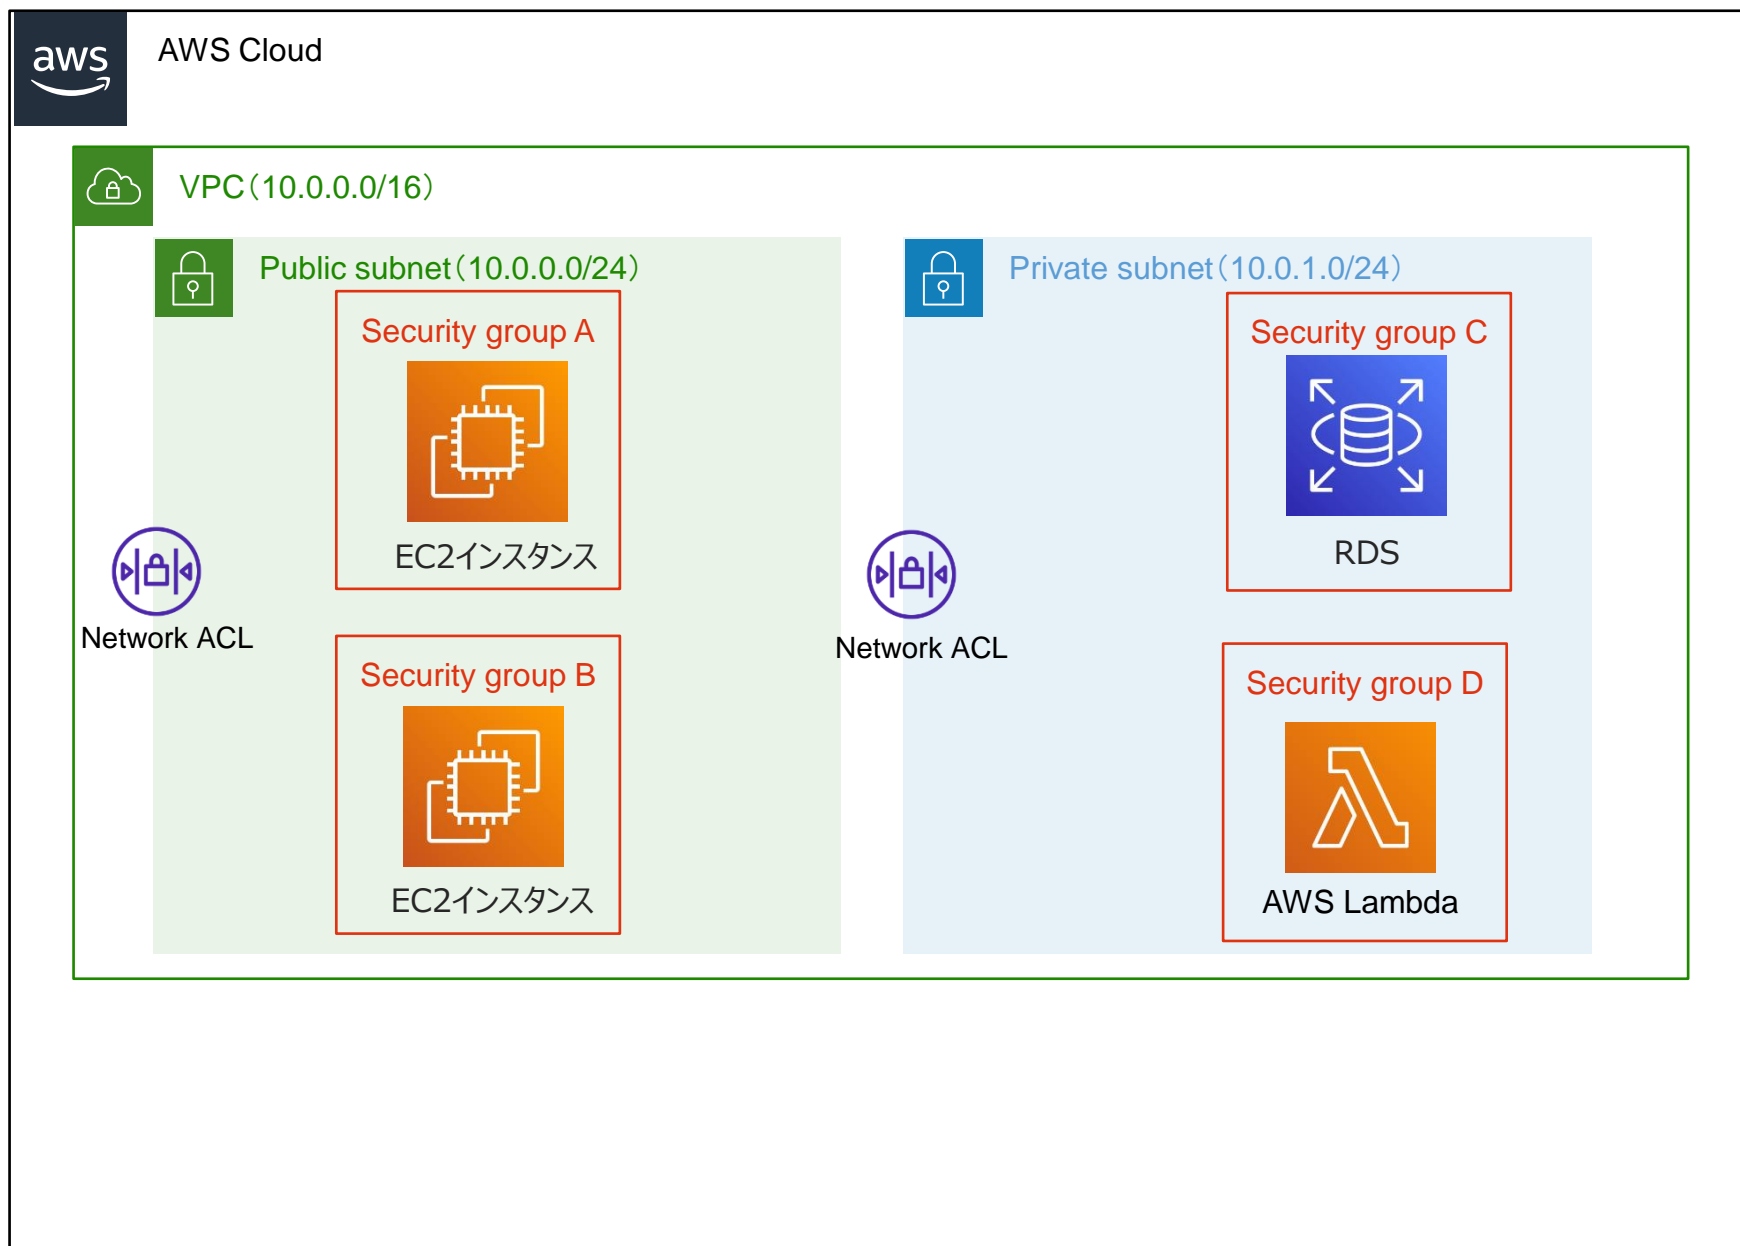 aws
AWS Cloud
VPC（10.0.0.0/16）
Public subnet（10.0.0.0/24）
Security group A
EC2インスタンス
Network ACL
Security group B
EC2インスタンス
Private subnet（10.0.1.0/24）
Security group C
RDS
Network ACL
Security group D
AWS Lambda